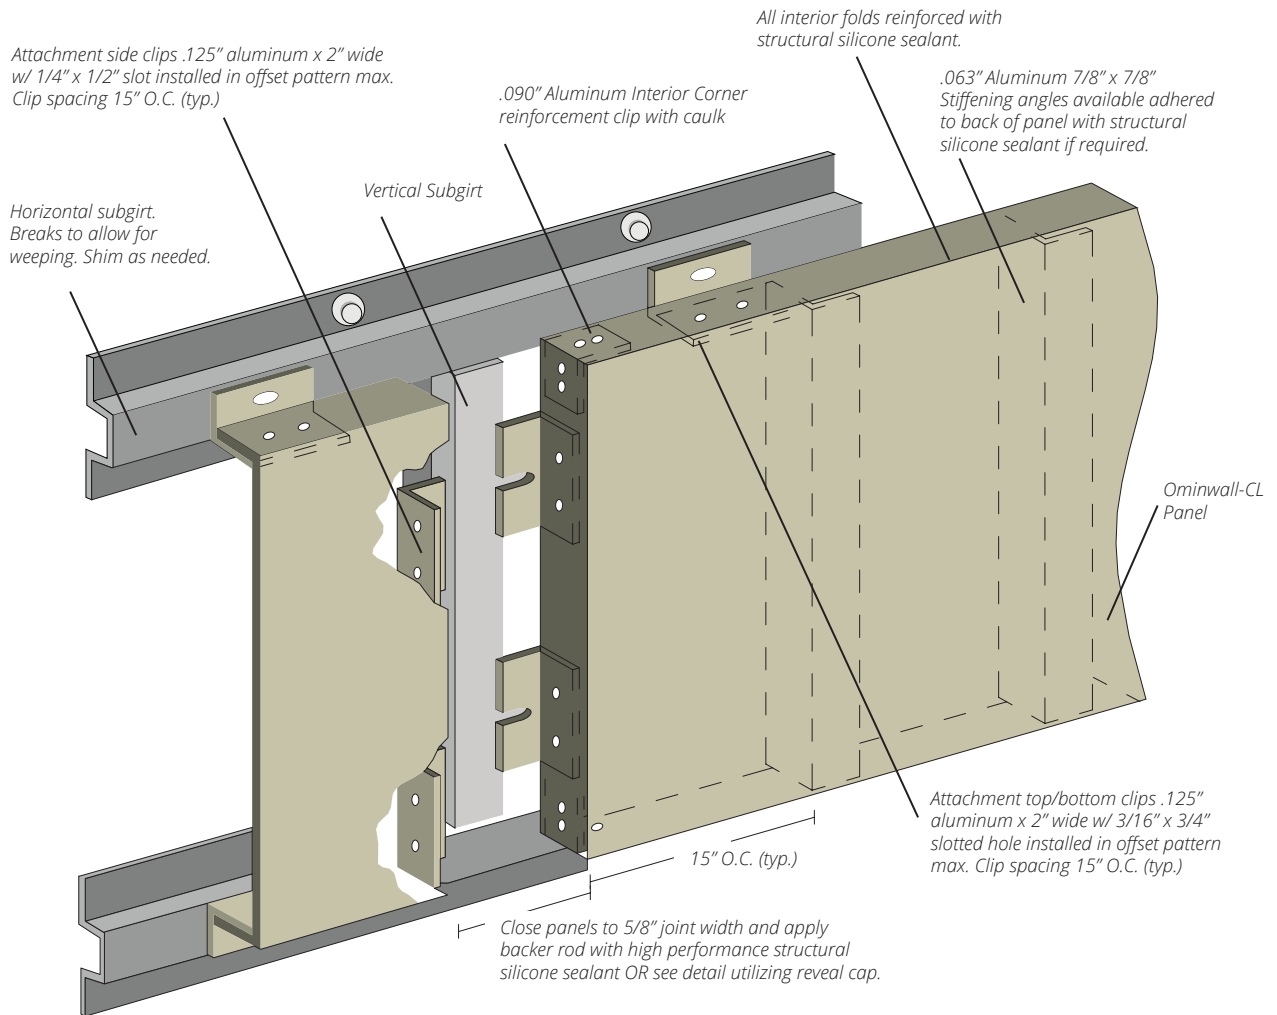 All interior folds reinforced with
structural silicone sealant.
Attachment side clips .125” aluminum x 2” wide
w/ 1/4” x 1/2” slot installed in offset pattern max.
Clip spacing 15” O.C. (typ.)
.063” Aluminum 7/8” x 7/8”
Stiffening angles available adhered
to back of panel with structural
silicone sealant if required.
.090” Aluminum Interior Corner
reinforcement clip with caulk
Vertical Subgirt
Horizontal subgirt.
Breaks to allow for
weeping. Shim as needed.
Ominwall-CL
Panel
Attachment top/bottom clips .125”
aluminum x 2” wide w/ 3/16” x 3/4”
slotted hole installed in offset pattern
max. Clip spacing 15” O.C. (typ.)
15” O.C. (typ.)
Close panels to 5/8” joint width and apply
backer rod with high performance structural
silicone sealant OR see detail utilizing reveal cap.